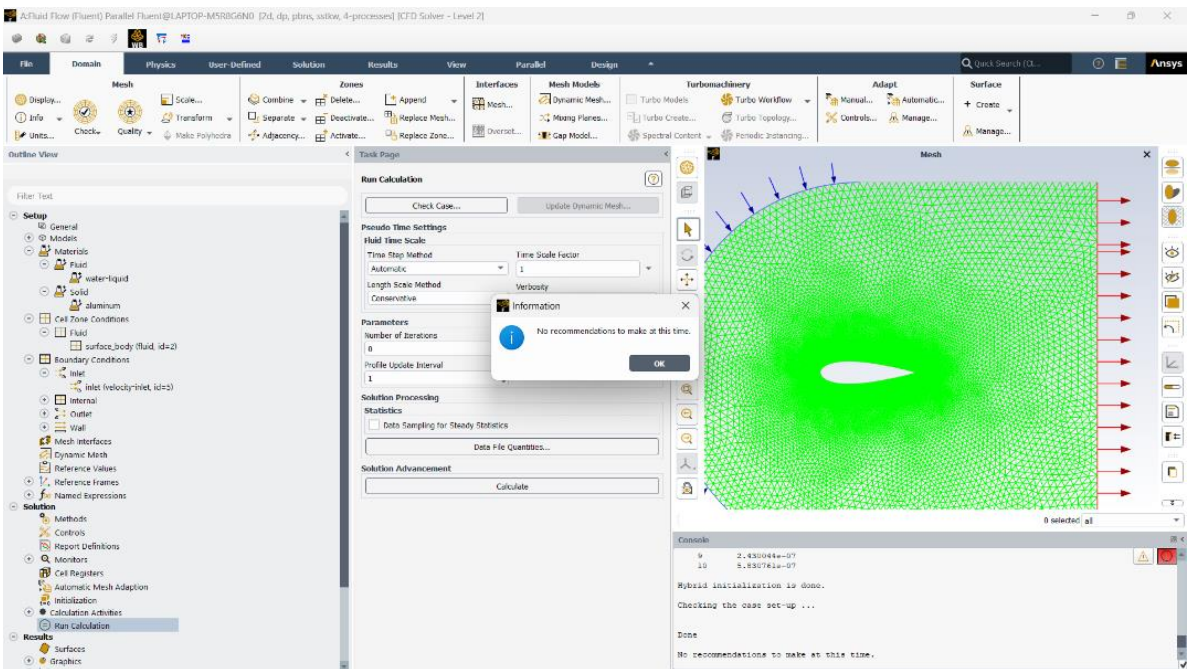 A:Fluid Flow (Fluent) Parallel Fluent@LAPTOP-M5R8G6N0 [2d, dp, pbns, sstkw, 4-processes] [CFD Solver - Level 2]
File Domain Physics User-Defined Solution Results View Parallel Design Quick Search (Ct... Ansys
Mesh Zones Interfaces Mesh Models Turbomachinery Adapt Surface
Display... Scale... Combine Delete... Append Mesh... Dynamic Mesh... Turbo Models Turbo Workflow Manual... Automatic... + Create
Info Check Quality Transform Separate Deactivate... Replace Mesh... Overset... Mixing Planes... Turbo Create... Turbo Topology... Controls... Manage... Manage...
Units... Make Polyhedra Adjacency... Activate... Replace Zone... Gap Model... Spectral Content Periodic Instancing...
Outline View
Filter Text
Setup
General
Models
Materials
Fluid
water-liquid
Solid
aluminum
Cell Zone Conditions
Fluid
surface_body (fluid, id=2)
Boundary Conditions
Inlet
inlet (velocity-inlet, id=5)
Internal
Outlet
Wall
Mesh Interfaces
Dynamic Mesh
Reference Values
Reference Frames
Named Expressions
Solution
Methods
Controls
Report Definitions
Monitors
Cell Registers
Automatic Mesh Adaption
Initialization
Calculation Activities
Run Calculation
Results
Surfaces
Graphics
Task Page
Run Calculation
Check Case...
Update Dynamic Mesh...
Pseudo Time Settings
Fluid Time Scale
Time Step Method Time Scale Factor
Automatic 1
Length Scale Method Verbosity
Conservative
Parameters
Number of Iterations
0
Profile Update Interval
1
Solution Processing
Statistics
Data Sampling for Steady Statistics
Data File Quantities...
Solution Advancement
Calculate
Information
No recommendations to make at this time.
OK
Mesh
0 selected all
Console
9 2.430044e-07
10 5.830761e-07
Hybrid initialization is done.
Checking the case set-up ...
Done
No recommendations to make at this time.